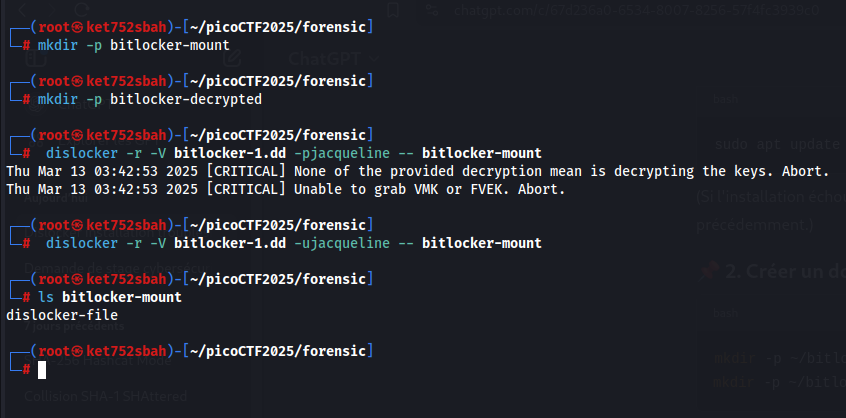 ┌──(root㉿ket752sbah)-[~/picoCTF2025/forensic]
└─# mkdir -p bitlocker-mount
┌──(root㉿ket752sbah)-[~/picoCTF2025/forensic]
└─# mkdir -p bitlocker-decrypted
┌──(root㉿ket752sbah)-[~/picoCTF2025/forensic]
└─#  dislocker -r -V bitlocker-1.dd -pjacqueline -- bitlocker-mount
Thu Mar 13 03:42:53 2025 [CRITICAL] None of the provided decryption mean is decrypting the keys. Abort.
Thu Mar 13 03:42:53 2025 [CRITICAL] Unable to grab VMK or FVEK. Abort.
┌──(root㉿ket752sbah)-[~/picoCTF2025/forensic]
└─#  dislocker -r -V bitlocker-1.dd -ujacqueline -- bitlocker-mount
┌──(root㉿ket752sbah)-[~/picoCTF2025/forensic]
└─# ls bitlocker-mount
dislocker-file
┌──(root㉿ket752sbah)-[~/picoCTF2025/forensic]
└─#
ChatGPT
sudo apt update
(Si l'installation
précédemment.)
2. Créer un
bash
mkdir -p
mkdir -p
7 jours précédents
Hashcat Mode
Collision SHA-1 SHAttered